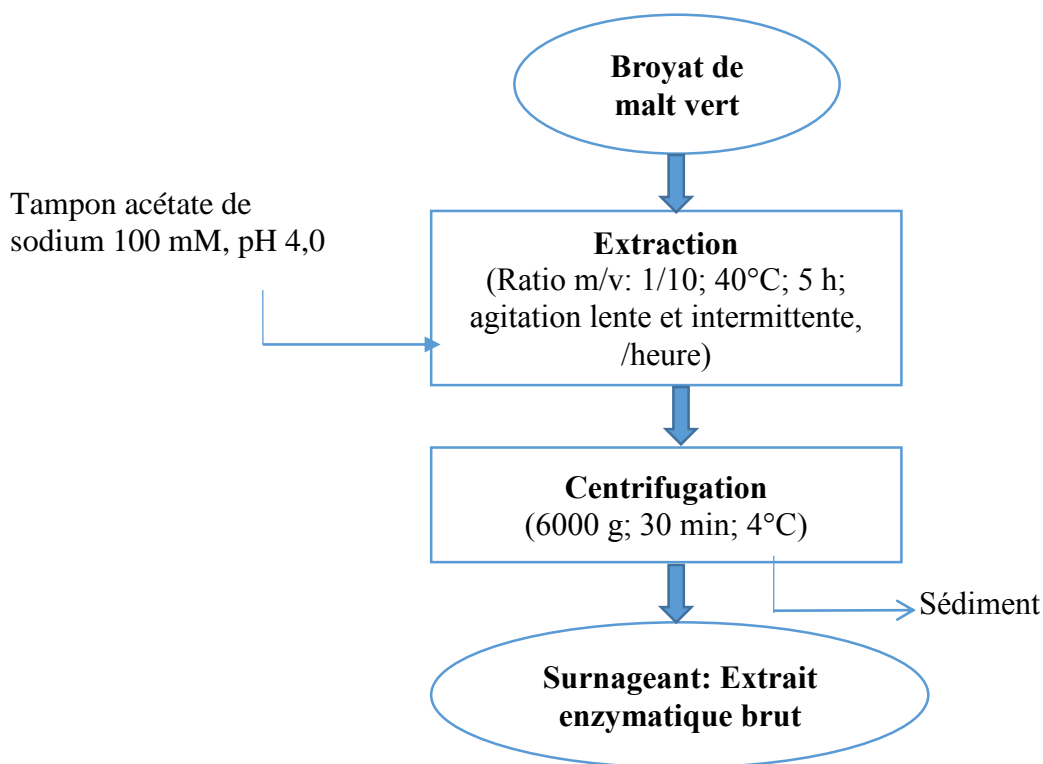 Broyat de
malt vert
Tampon acétate de
sodium 100 mM, pH 4,0
Extraction
(Ratio m/v: 1/10; 40°C; 5 h;
agitation lente et intermittente,
/heure)
Centrifugation
(6000 g; 30 min; 4°C)
Sédiment
Surnageant: Extrait
enzymatique brut